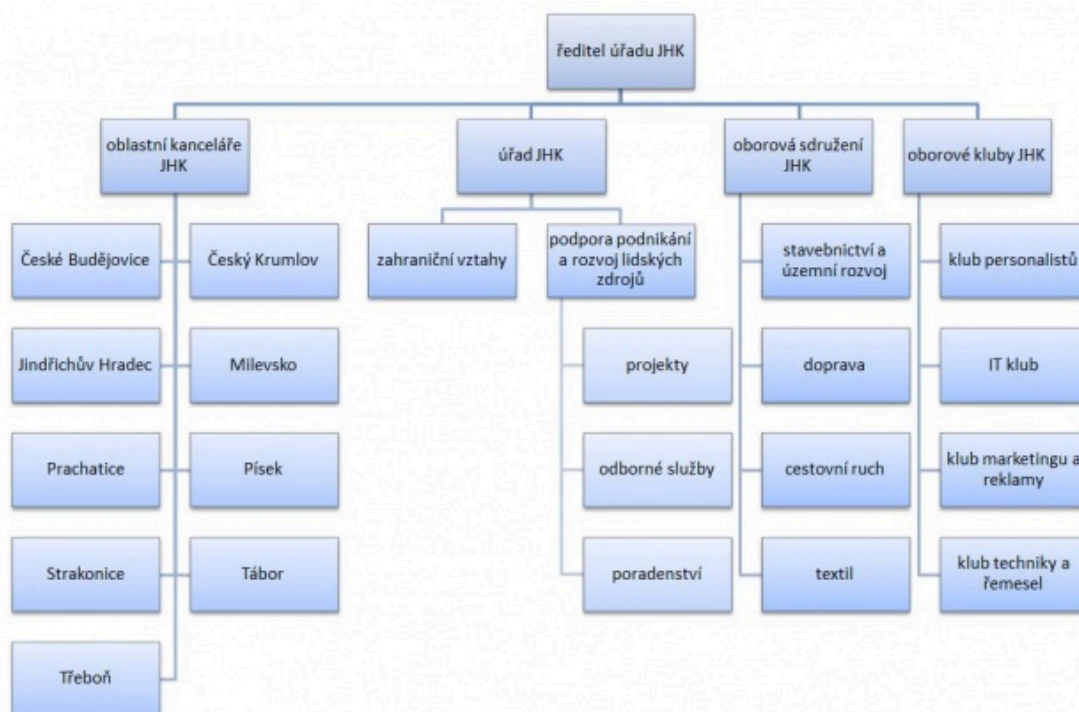 ředitel úřadu JHK
oblastní kanceláře
JHK
úřad JHK
oborová sdružení
JHK
oborové kluby JHK
České Budějovice
Český Krumlov
Jindřichův Hradec
Milevsko
Prachatice
Písek
Strakonice
Tábor
Třeboň
zahraniční vztahy
podpora podnikání
a rozvoj lidských
zdrojů
projekty
odborné služby
poradenství
stavebnictví a
územní rozvoj
doprava
cestovní ruch
textil
klub personalistů
IT klub
klub marketingu a
reklamy
klub techniky a
řemesel